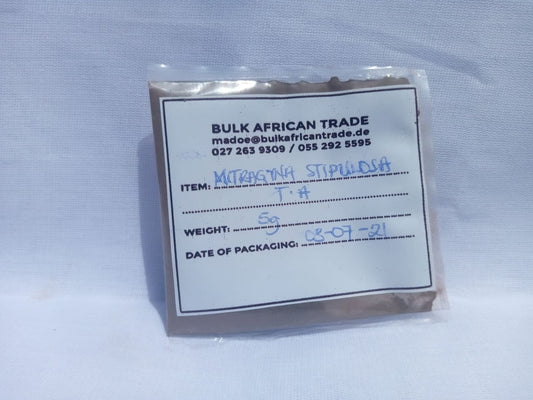 BULK AFRICAN TRADE
madoe@bulkafricantrade.de
027 263 9309 / 055 292 5595
ITEM: MITRAGYNA STIPULOSA
T.A
WEIGHT: 5g
DATE OF PACKAGING: 08-07-21